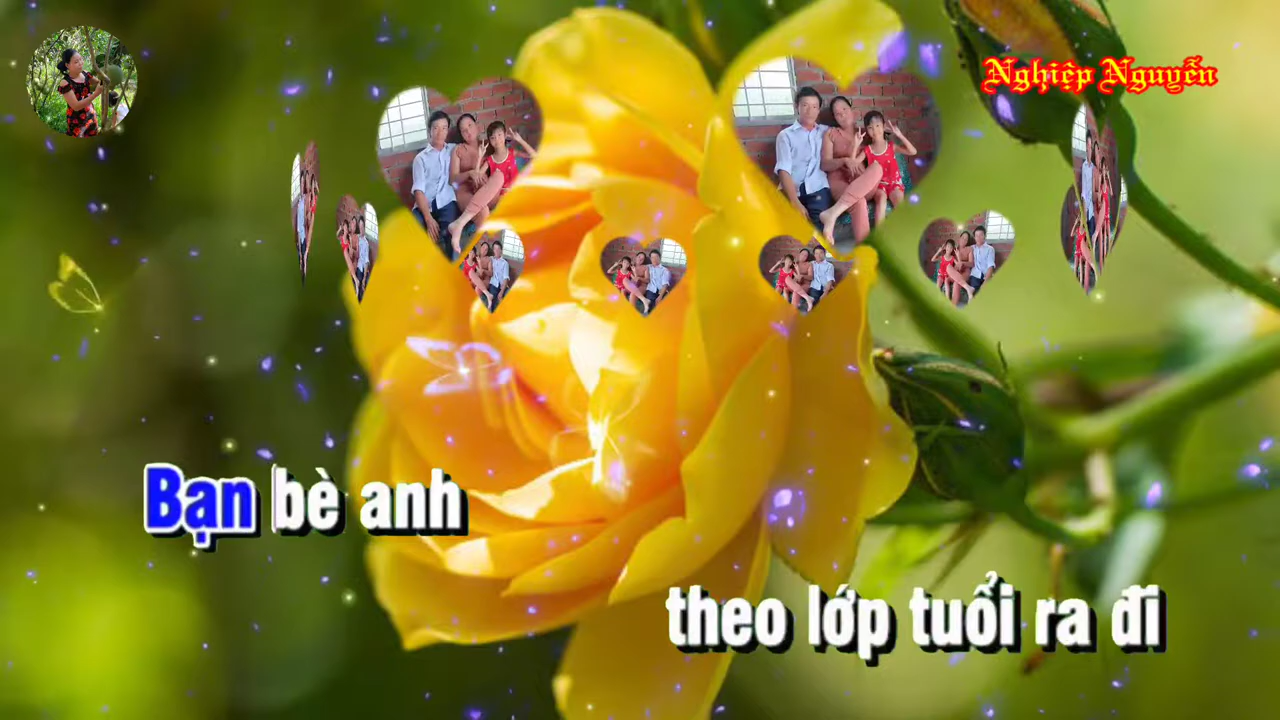 Nghiệp Nguyễn
Bạn bè anh
theo lớp tuổi ra đi